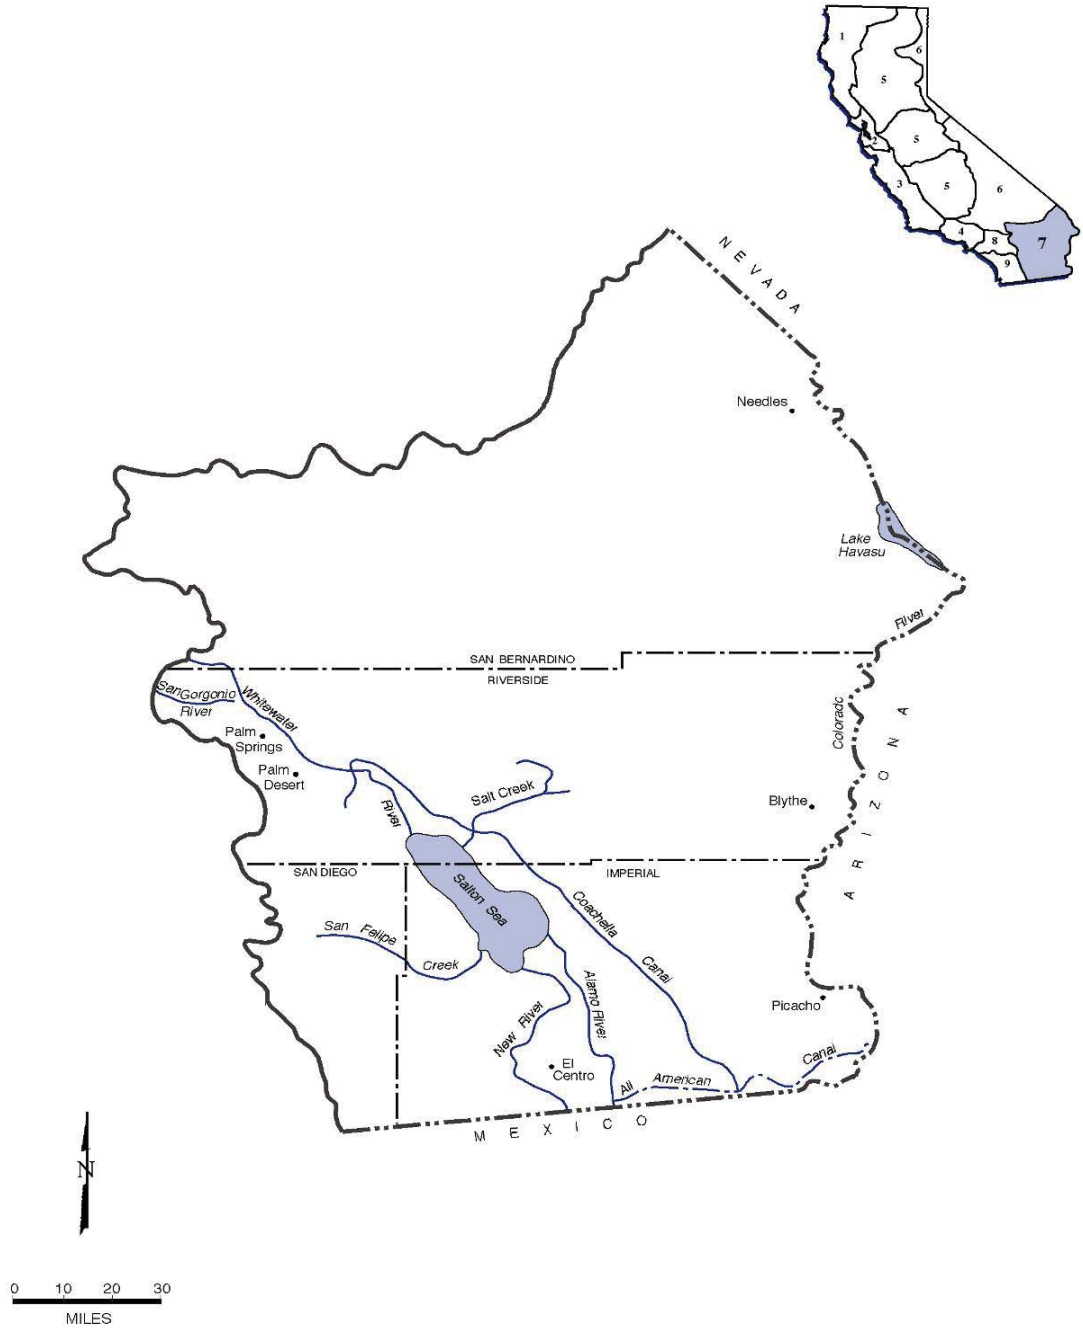 1
6
5
2
5
3
5
6
4
8
7
9
NEVADA
Needles
Lake
Havasu
River
SAN BERNARDINO
RIVERSIDE
San Gorgonio
River
Whitewater
River
Palm
Springs
Palm
Desert
Salt Creek
Colorado
ARIZONA
Blythe
SAN DIEGO
IMPERIAL
Salton Sea
Coachella
Canal
San Felipe
Creek
Alamo River
New River
Picacho
El
Centro
All American Canal
MEXICO
N
0 10 20 30
MILES